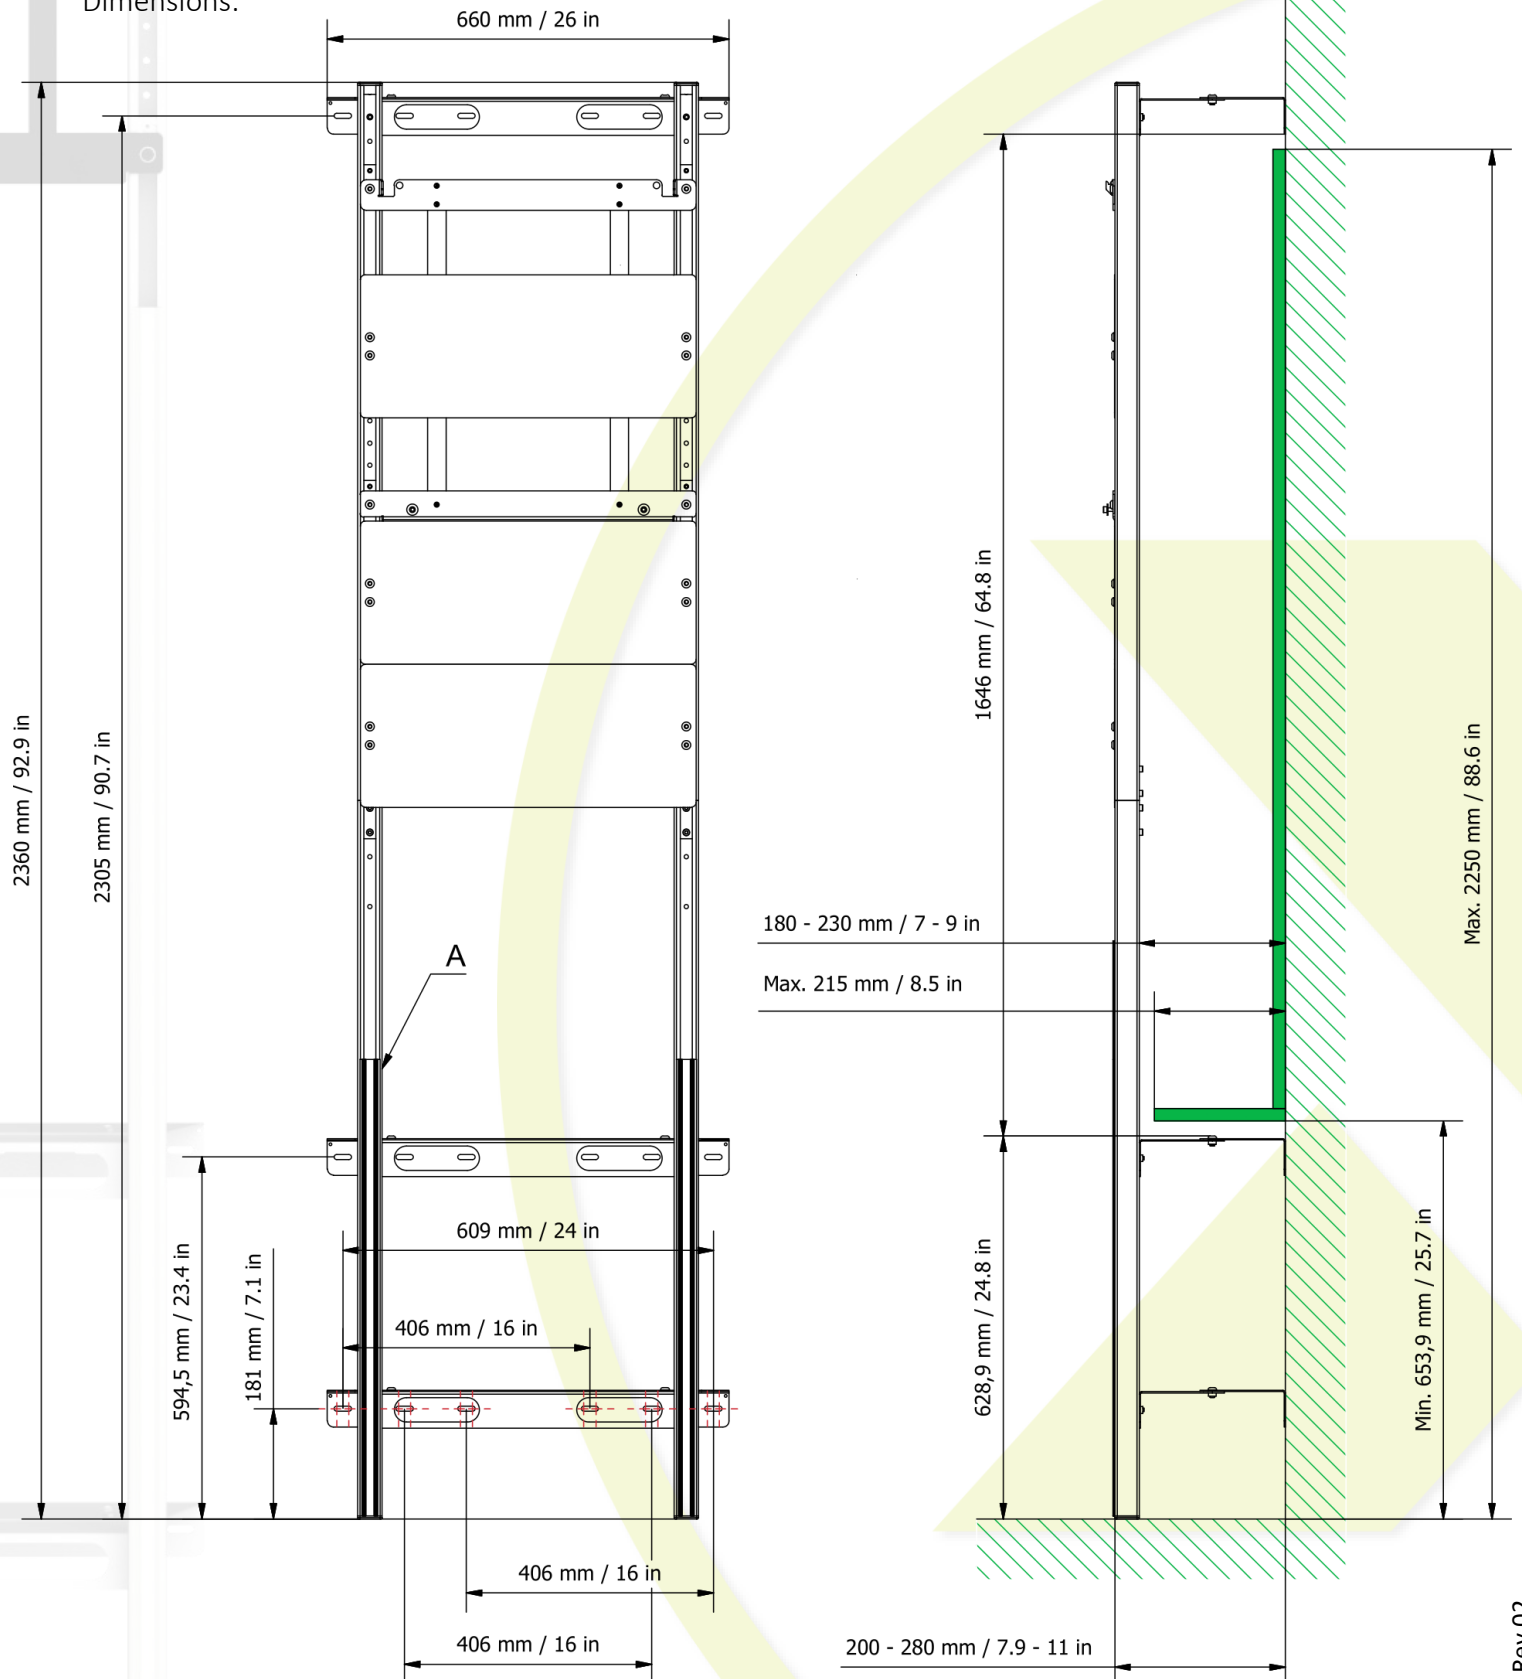 Dimensions:
660 mm / 26 in
2360 mm / 92.9 in
2305 mm / 90.7 in
1646 mm / 64.8 in
Max. 2250 mm / 88.6 in
180 - 230 mm / 7 - 9 in
Max. 215 mm / 8.5 in
A
609 mm / 24 in
594,5 mm / 23.4 in
181 mm / 7.1 in
406 mm / 16 in
628,9 mm / 24.8 in
Min. 653,9 mm / 25.7 in
406 mm / 16 in
406 mm / 16 in
200 - 280 mm / 7.9 - 11 in
Rev.02